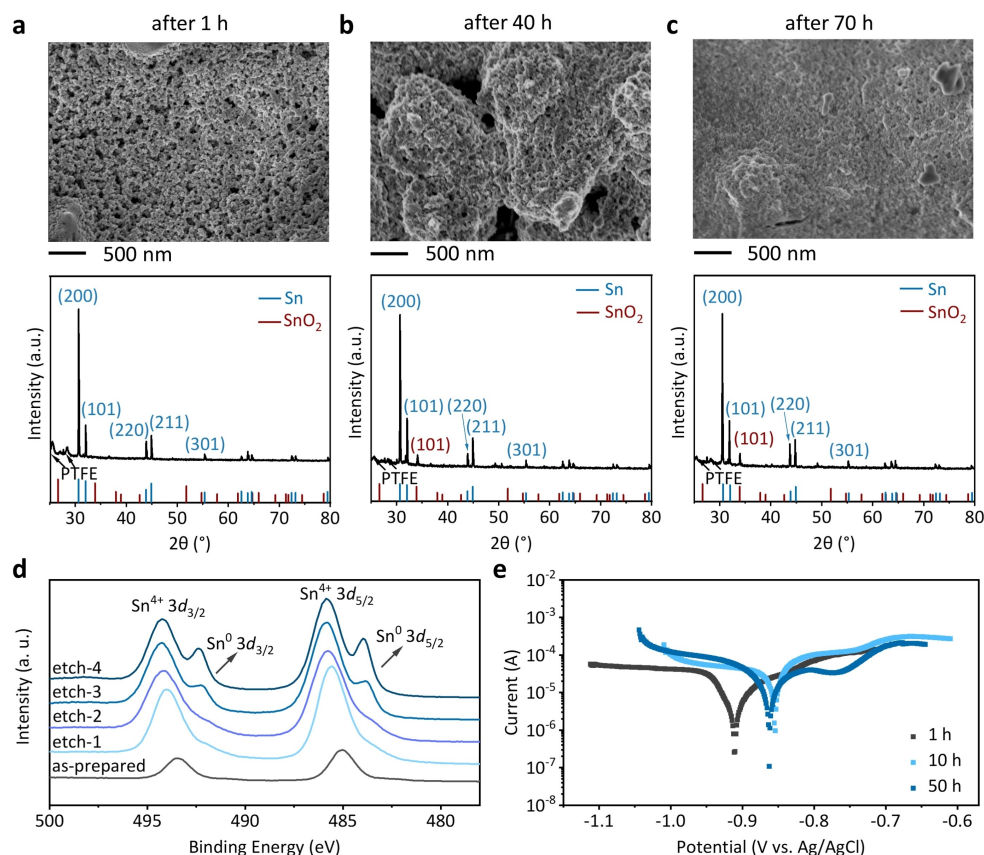 a after 1 h b after 40 h c after 70 h
500 nm 500 nm 500 nm
Intensity (a.u.)
(200)
Sn
SnO2
(101)
(220)
(211)
(301)
PTFE
30 40 50 60 70 80
2θ (°)
Intensity (a.u.)
(200)
Sn
SnO2
(101)
(220)
(101)
(211)
(301)
PTFE
30 40 50 60 70 80
2θ (°)
Intensity (a.u.)
(200)
Sn
SnO2
(101)
(220)
(101)
(211)
(301)
PTFE
30 40 50 60 70 80
2θ (°)
d
Intensity (a. u.)
Sn4+ 3d3/2
Sn0 3d3/2
Sn4+ 3d5/2
Sn0 3d5/2
etch-4
etch-3
etch-2
etch-1
as-prepared
500 495 490 485 480
Binding Energy (eV)
e
Current (A)
10-2
10-3
10-4
10-5
10-6
10-7
10-8
1 h
10 h
50 h
-1.1 -1.0 -0.9 -0.8 -0.7 -0.6
Potential (V vs. Ag/AgCl)